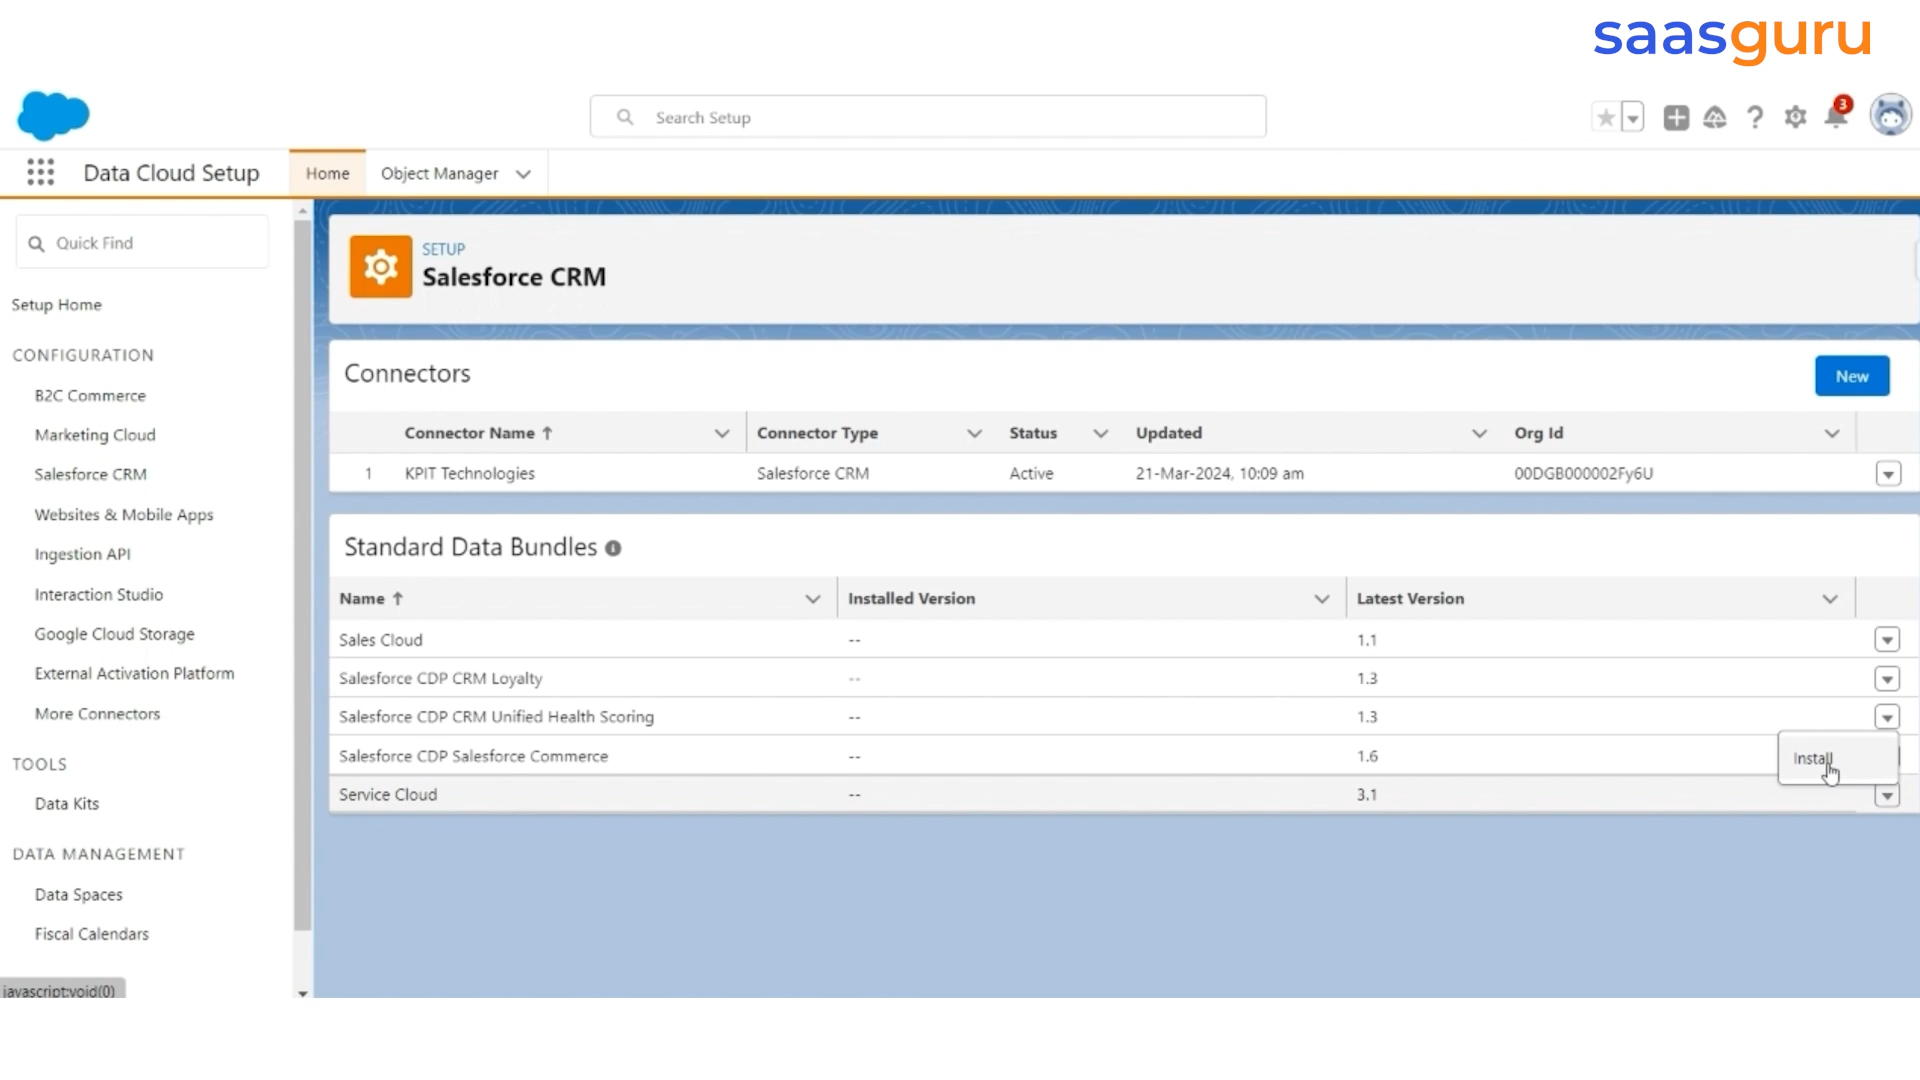 saasguru
Search Setup
3
Data Cloud Setup
Home
Object Manager
Quick Find
Setup Home
CONFIGURATION
B2C Commerce
Marketing Cloud
Salesforce CRM
Websites & Mobile Apps
Ingestion API
Interaction Studio
Google Cloud Storage
External Activation Platform
More Connectors
TOOLS
Data Kits
DATA MANAGEMENT
Data Spaces
Fiscal Calendars
javascript:void(0)
SETUP
Salesforce CRM
Connectors
New
Connector Name Connector Type Status Updated Org Id
1 KPIT Technologies Salesforce CRM Active 21-Mar-2024, 10:09 am 00DGB000002Fy6U
Standard Data Bundles
Name Installed Version Latest Version
Sales Cloud -- 1.1
Salesforce CDP CRM Loyalty -- 1.3
Salesforce CDP CRM Unified Health Scoring -- 1.3
Salesforce CDP Salesforce Commerce -- 1.6
Install
Service Cloud -- 3.1